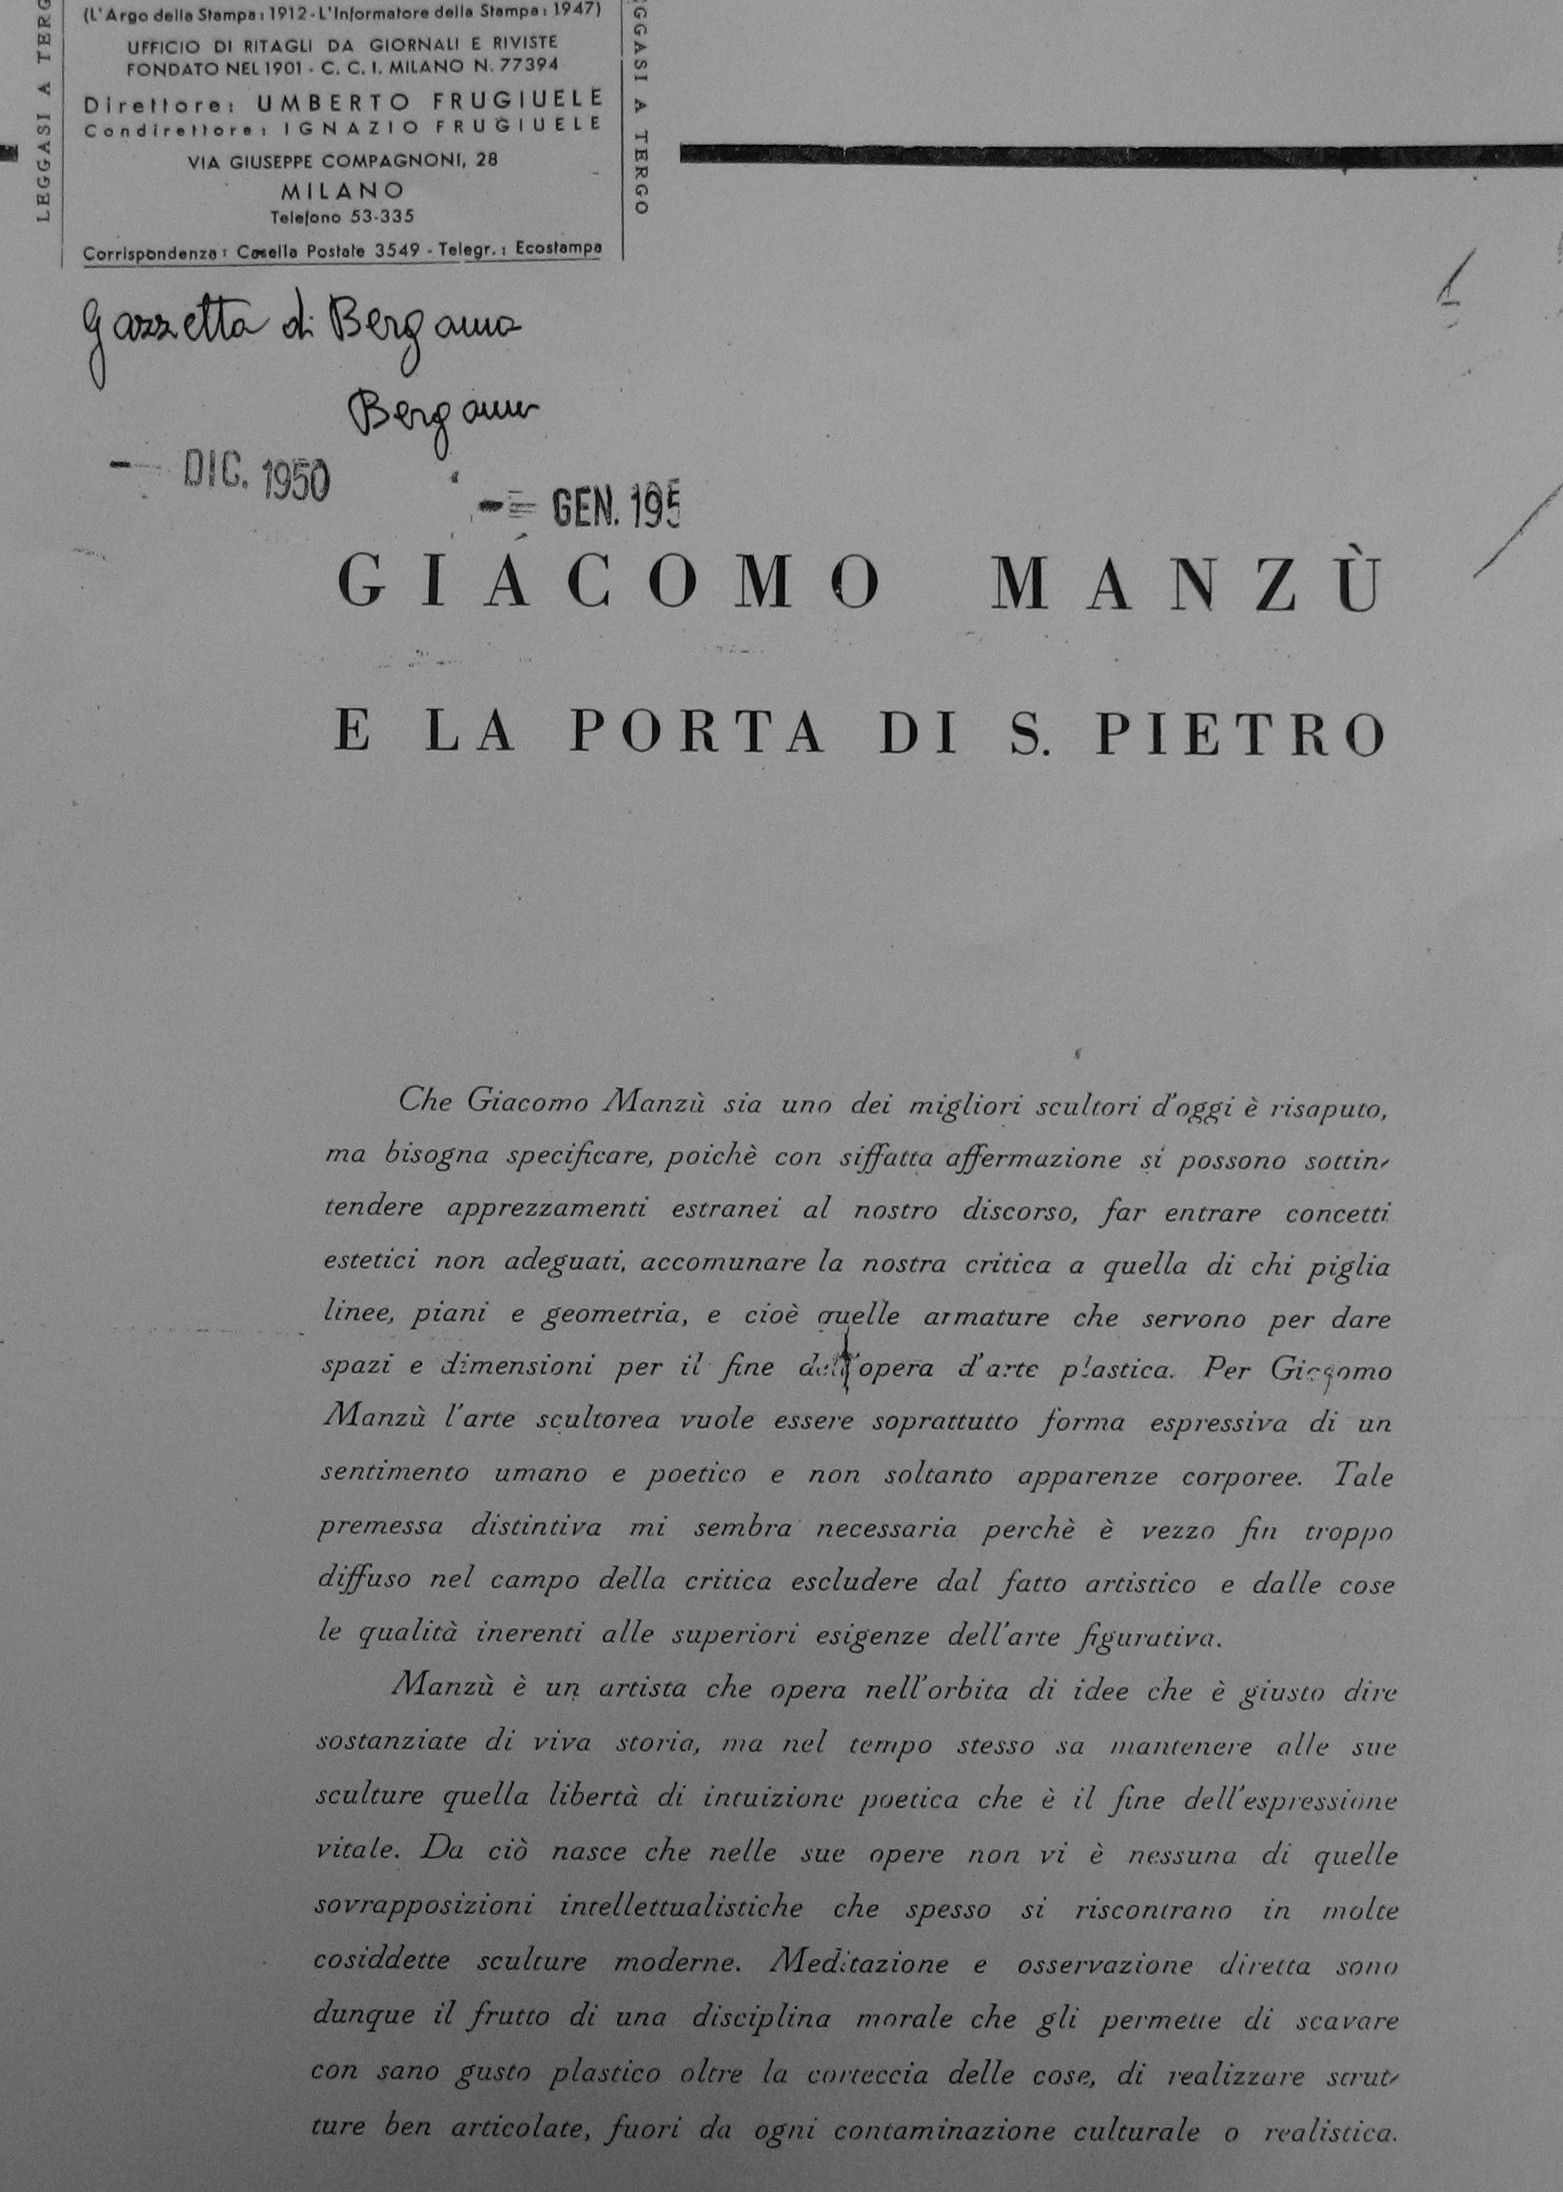 (L'Argo della Stampa: 1912 - L'Informatore della Stampa: 1947)
UFFICIO DI RITAGLI DA GIORNALI E RIVISTE
FONDATO NEL 1901 - C. C. I. MILANO N. 77394
Direttore: UMBERTO FRUGIUELE
Condirettore: IGNAZIO FRUGIUELE
VIA GIUSEPPE COMPAGNONI, 28
MILANO
Telefono 53-335
Corrispondenza: Casella Postale 3549 - Telegr.: Ecostampa
LEGGASI A TERG
GGASI A TERGO
Gazzetta di Bergamo
Bergamo
- DIC. 1950
- GEN. 195
GIACOMO MANZÙ
E LA PORTA DI S. PIETRO
Che Giacomo Manzù sia uno dei migliori scultori d'oggi è risaputo,
ma bisogna specificare, poichè con siffatta affermazione si possono sottin-
tendere apprezzamenti estranei al nostro discorso, far entrare concetti
estetici non adeguati, accomunare la nostra critica a quella di chi piglia
linee, piani e geometria, e cioè quelle armature che servono per dare
spazi e dimensioni per il fine dell'opera d'arte plastica. Per Giacomo
Manzù l'arte scultorea vuole essere soprattutto forma espressiva di un
sentimento umano e poetico e non soltanto apparenze corporee. Tale
premessa distintiva mi sembra necessaria perchè è vezzo fin troppo
diffuso nel campo della critica escludere dal fatto artistico e dalle cose
le qualità inerenti alle superiori esigenze dell'arte figurativa.
Manzù è un artista che opera nell'orbita di idee che è giusto dire
sostanziate di viva storia, ma nel tempo stesso sa mantenere alle sue
sculture quella libertà di intuizione poetica che è il fine dell'espressione
vitale. Da ciò nasce che nelle sue opere non vi è nessuna di quelle
sovrapposizioni intellettualistiche che spesso si riscontrano in molte
cosiddette sculture moderne. Meditazione e osservazione diretta sono
dunque il frutto di una disciplina morale che gli permette di scavare
con sano gusto plastico oltre la corteccia delle cose, di realizzare strut-
ture ben articolate, fuori da ogni contaminazione culturale o realistica.